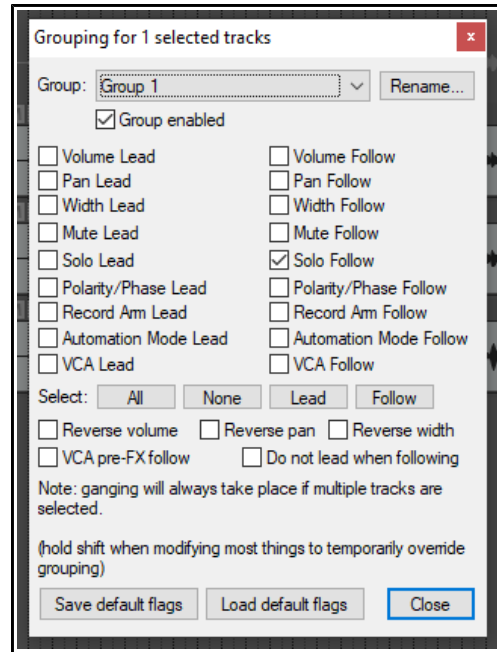 Grouping for 1 selected tracks x
Group: Group 1 Rename...
Group enabled
Volume Lead Volume Follow
Pan Lead Pan Follow
Width Lead Width Follow
Mute Lead Mute Follow
Solo Lead Solo Follow
Polarity/Phase Lead Polarity/Phase Follow
Record Arm Lead Record Arm Follow
Automation Mode Lead Automation Mode Follow
VCA Lead VCA Follow
Select: All None Lead Follow
Reverse volume Reverse pan Reverse width
VCA pre-FX follow Do not lead when following
Note: ganging will always take place if multiple tracks are
selected.
(hold shift when modifying most things to temporarily override
grouping)
Save default flags Load default flags Close